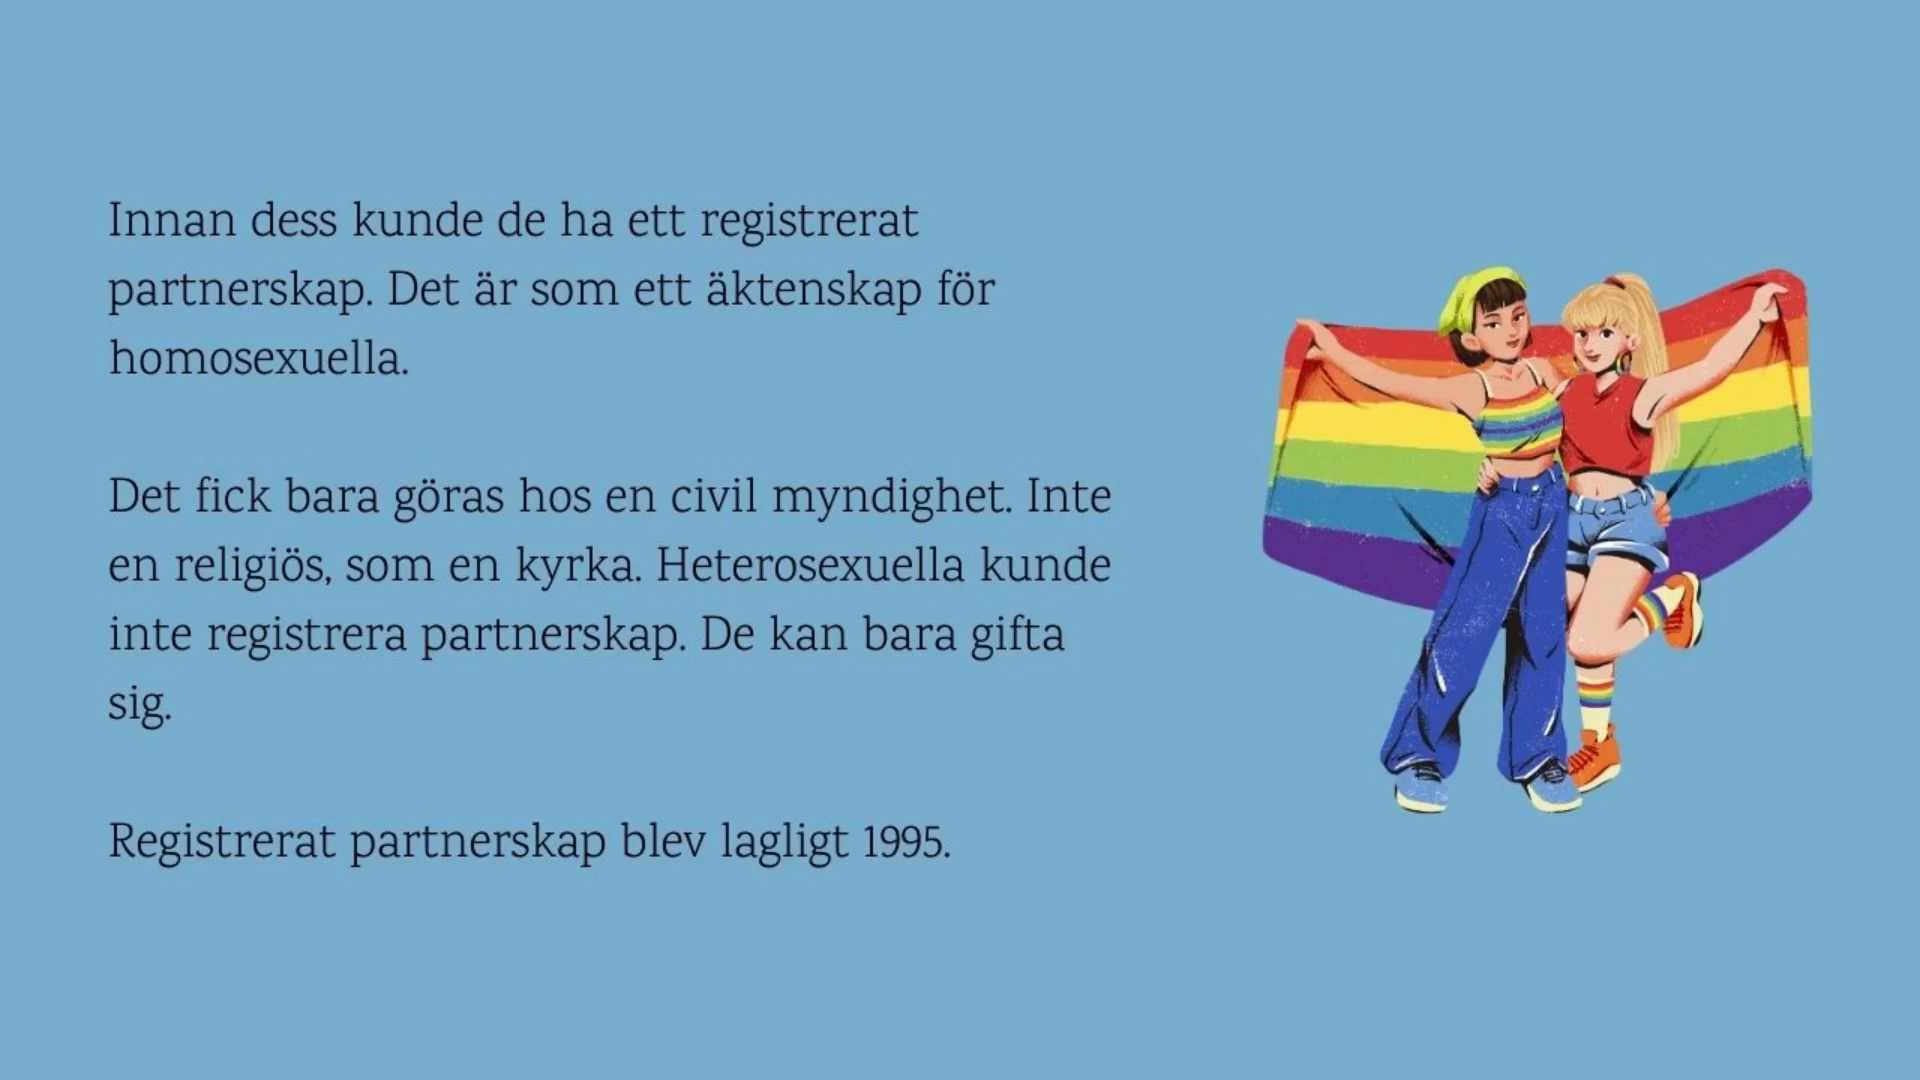 Innan dess kunde de ha ett registrerat
partnerskap. Det är som ett äktenskap för
homosexuella.
Det fick bara göras hos en civil myndighet. Inte
en religiös, som en kyrka. Heterosexuella kunde
inte registrera partnerskap. De kan bara gifta
sig.
Registrerat partnerskap blev lagligt 1995.